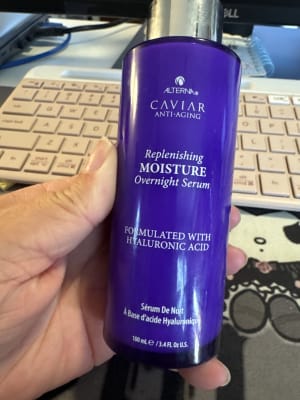 DELL
ALTERNA®
CAVIAR
ANTI-AGING
Replenishing
MOISTURE
Overnight Serum
FORMULATED WITH
HYALURONIC ACID
Sérum De Nuit
À Base d'acide Hyaluronique
100 mL ℮ / 3.4 Fl Oz U.S.